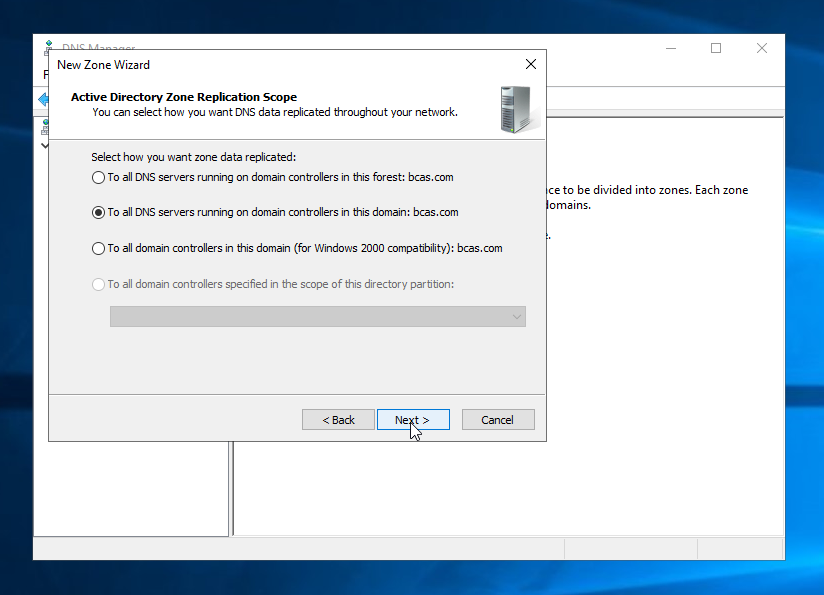 DNS Manager
New Zone Wizard
F
Active Directory Zone Replication Scope
You can select how you want DNS data replicated throughout your network.
Select how you want zone data replicated:
To all DNS servers running on domain controllers in this forest: bcas.com
ce to be divided into zones. Each zone
To all DNS servers running on domain controllers in this domain: bcas.com
domains.
e.
To all domain controllers in this domain (for Windows 2000 compatibility): bcas.com
To all domain controllers specified in the scope of this directory partition:
< Back
Next >
Cancel